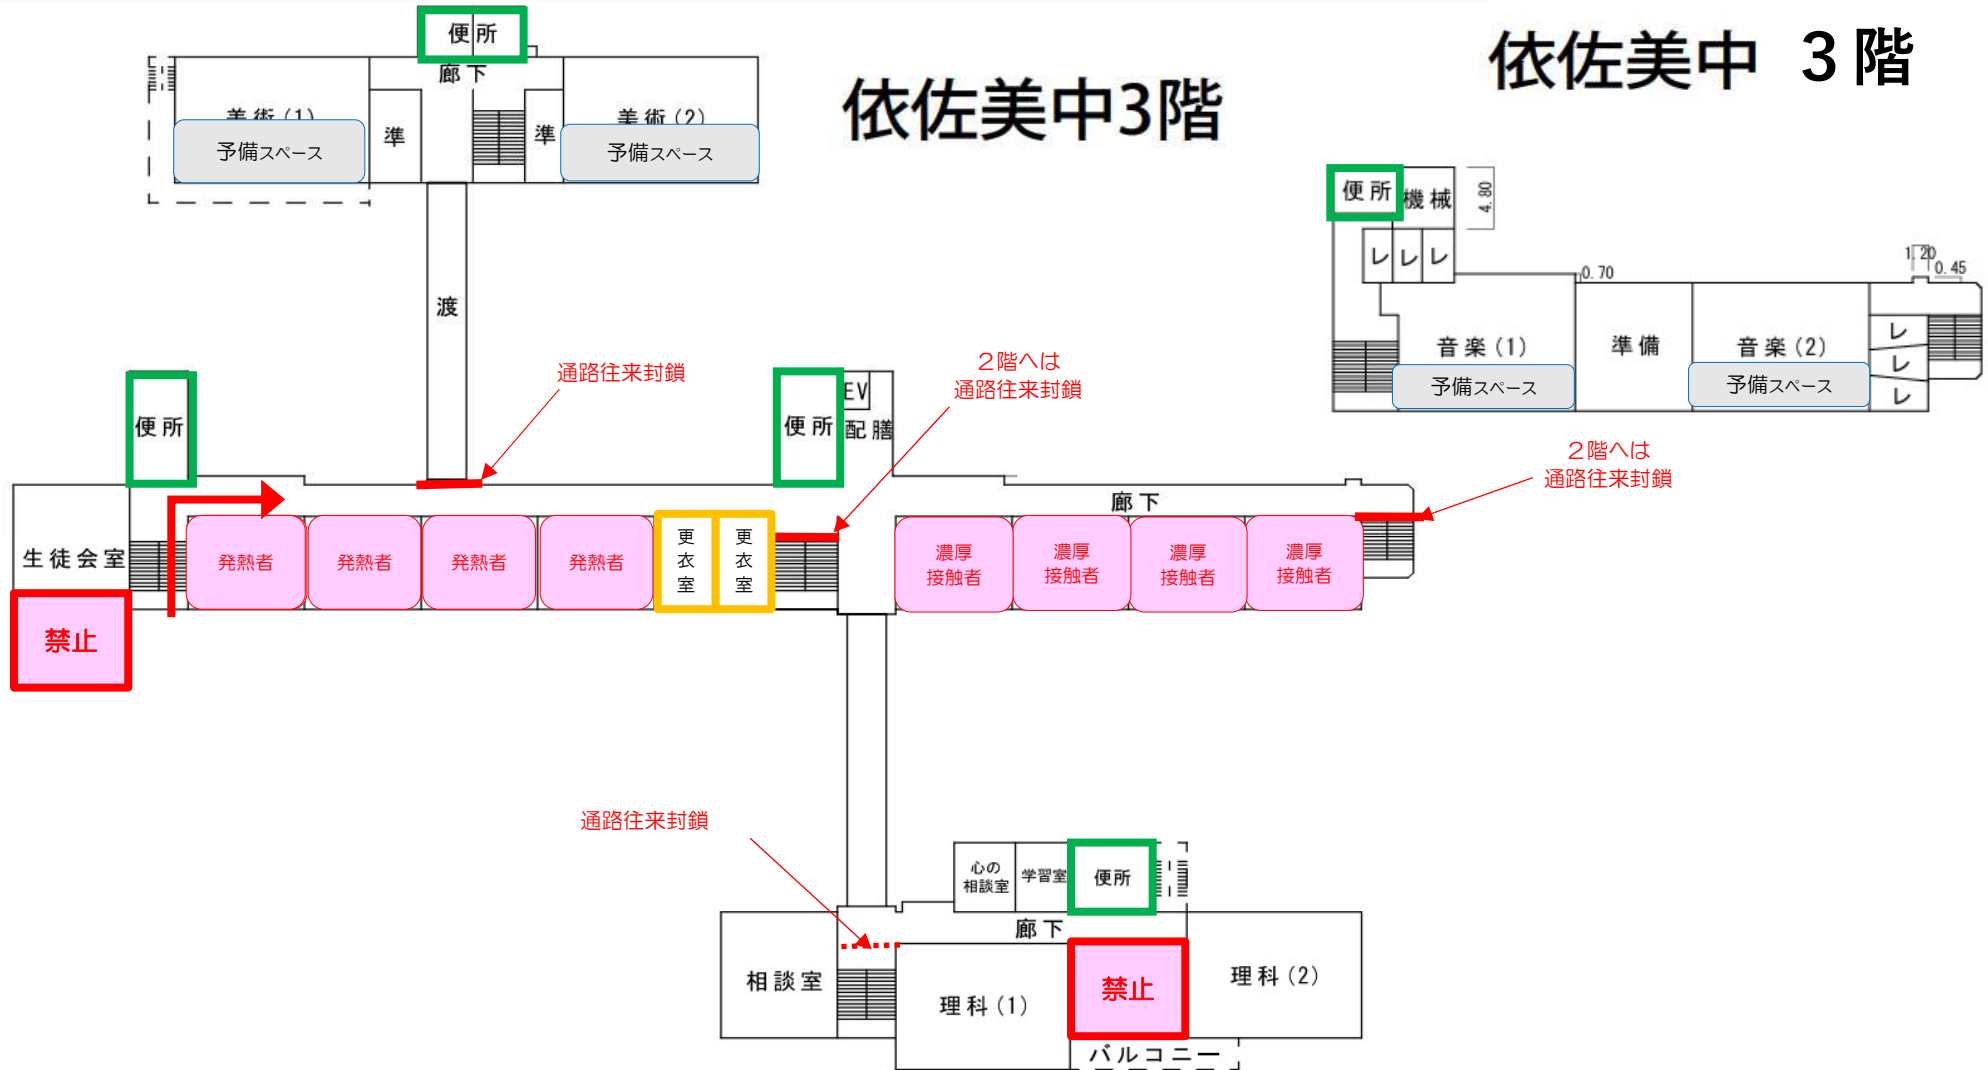 依佐美中 ３階
依佐美中3階
便所
廊下
美術(1)
予備スペース
準
準
美術(2)
予備スペース
渡
便所
機械
4.80
レ
レ
レ
0.70
1.20
0.45
音楽(1)
予備スペース
準備
音楽(2)
予備スペース
レ
レ
レ
通路往来封鎖
２階へは
通路往来封鎖
２階へは
通路往来封鎖
便所
便所
EV
配膳
廊下
生徒会室
発熱者
発熱者
発熱者
発熱者
更衣室
更衣室
濃厚
接触者
濃厚
接触者
濃厚
接触者
濃厚
接触者
禁止
通路往来封鎖
心の
相談室
学習室
便所
廊下
相談室
理科(1)
禁止
理科(2)
バルコニー